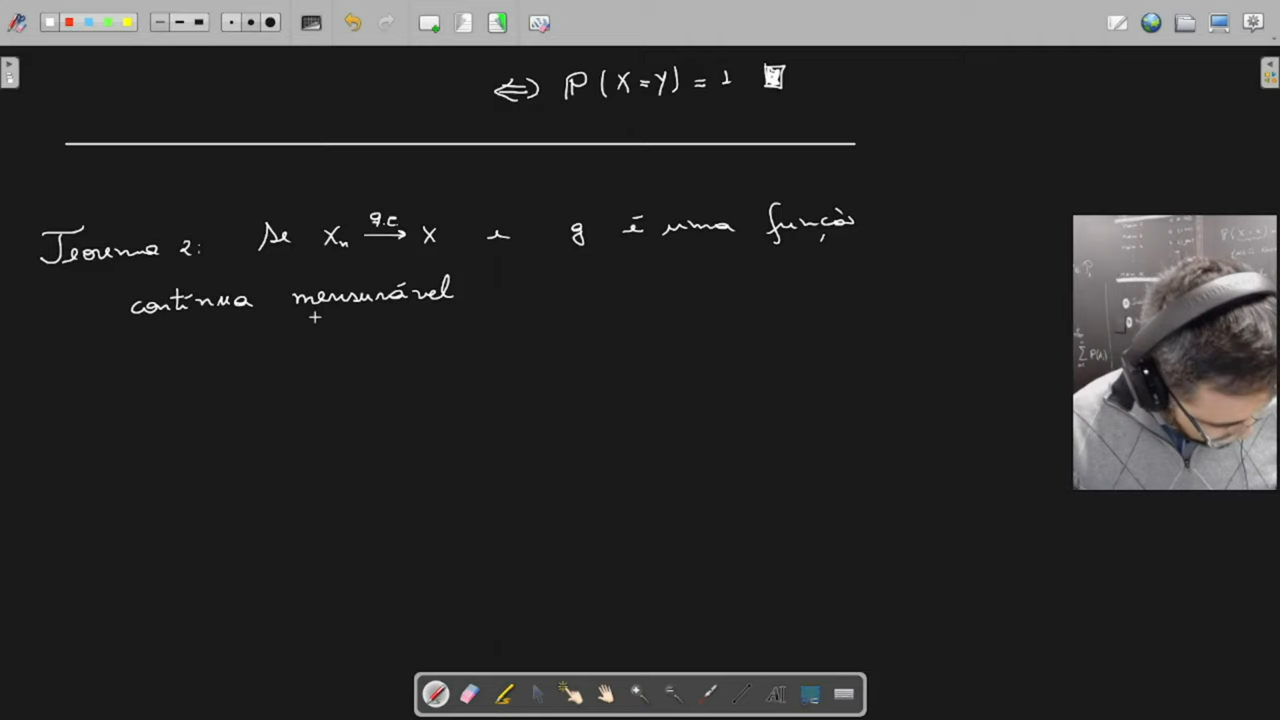 ⇔ ℙ(X=Y) = 1
Teorema 2: Se Xₙ →(q.c) X e g é uma função
contínua mensurável